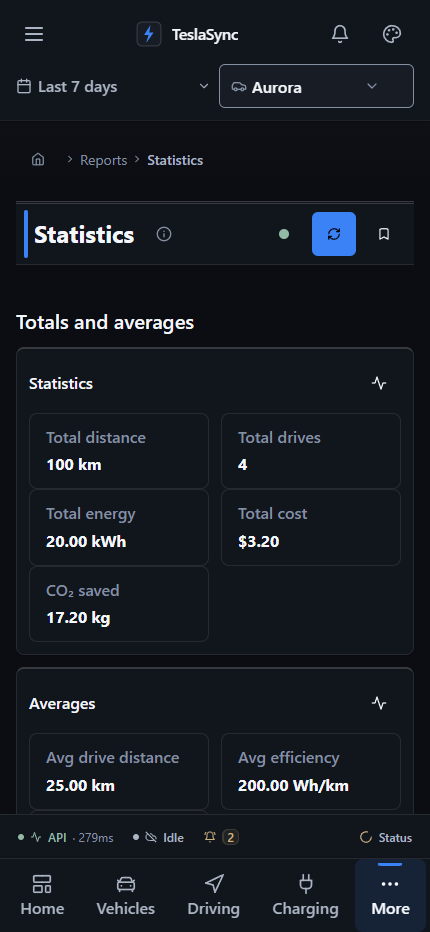 TeslaSync
Last 7 days
Aurora
Reports
Statistics
Statistics
Totals and averages
Statistics
Total distance
100 km
Total drives
4
Total energy
20.00 kWh
Total cost
$3.20
CO₂ saved
17.20 kg
Averages
Avg drive distance
25.00 km
Avg efficiency
200.00 Wh/km
API · 279ms
Idle
2
Status
Home
Vehicles
Driving
Charging
More